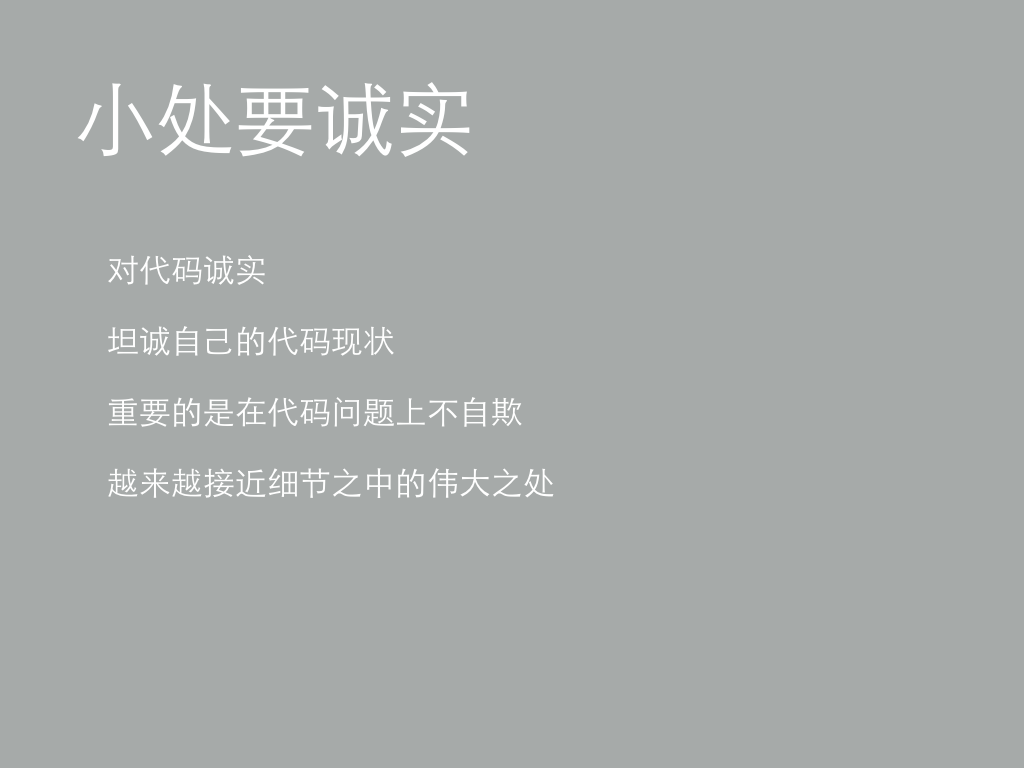 小处要诚实
对代码诚实
坦诚自己的代码现状
重要的是在代码问题上不自欺
越来越接近细节之中的伟大之处